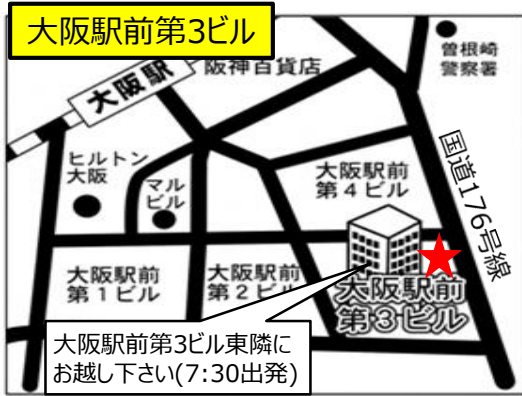 大阪駅前第3ビル
大阪駅
阪神百貨店
曽根崎
警察署
ヒルトン
大阪
マル
ビル
国道176号線
大阪駅前
第4ビル
大阪駅前
第1ビル
大阪駅前
第2ビル
大阪駅前
第3ビル
大阪駅前第3ビル東隣に
お越し下さい(7:30出発)